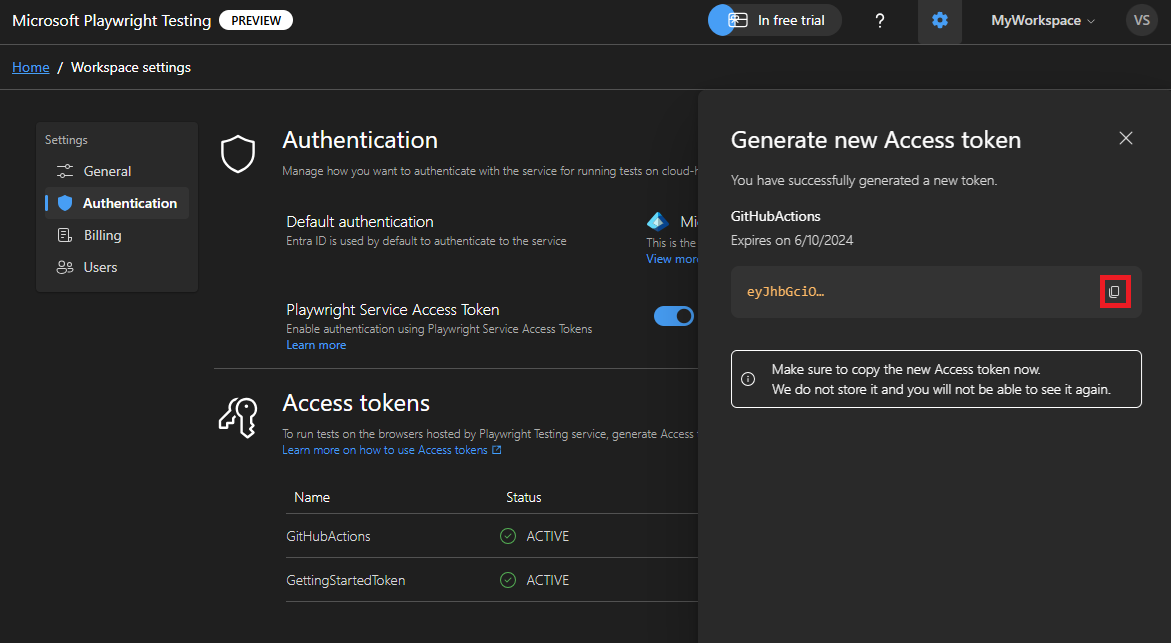 Microsoft Playwright Testing PREVIEW
In free trial
?
MyWorkspace
VS
Home / Workspace settings
Settings
General
Authentication
Billing
Users
Authentication
Manage how you want to authenticate with the service for running tests on cloud-h
Default authentication
Entra ID is used by default to authenticate to the service
Mi
This is the
View more
Playwright Service Access Token
Enable authentication using Playwright Service Access Tokens
Learn more
Access tokens
To run tests on the browsers hosted by Playwright Testing service, generate Access
Learn more on how to use Access tokens
Name Status
GitHubActions ACTIVE
GettingStartedToken ACTIVE
Generate new Access token
You have successfully generated a new token.
GitHubActions
Expires on 6/10/2024
eyJhbGciO…
Make sure to copy the new Access token now.
We do not store it and you will not be able to see it again.